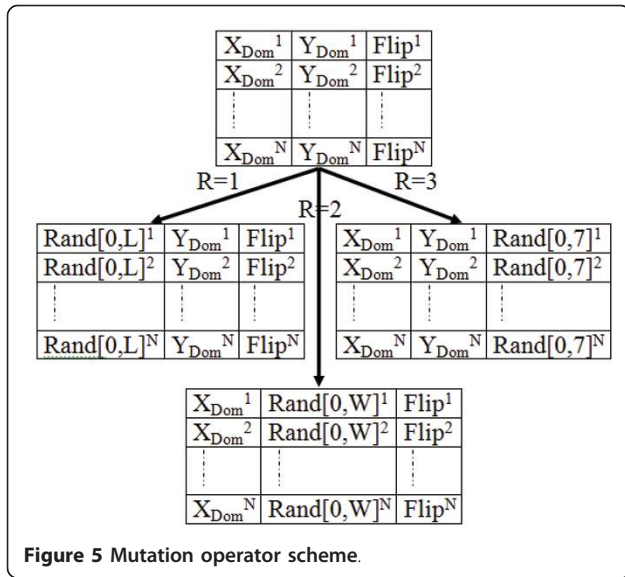 X_Dom^1 Y_Dom^1 Flip^1
X_Dom^2 Y_Dom^2 Flip^2
X_Dom^N Y_Dom^N Flip^N
R=1 R=2 R=3
Rand[0,L]^1 Y_Dom^1 Flip^1
Rand[0,L]^2 Y_Dom^2 Flip^2
Rand[0,L]^N Y_Dom^N Flip^N
X_Dom^1 Y_Dom^1 Rand[0,7]^1
X_Dom^2 Y_Dom^2 Rand[0,7]^2
X_Dom^N Y_Dom^N Rand[0,7]^N
X_Dom^1 Rand[0,W]^1 Flip^1
X_Dom^2 Rand[0,W]^2 Flip^2
X_Dom^N Rand[0,W]^N Flip^N
Figure 5 Mutation operator scheme.